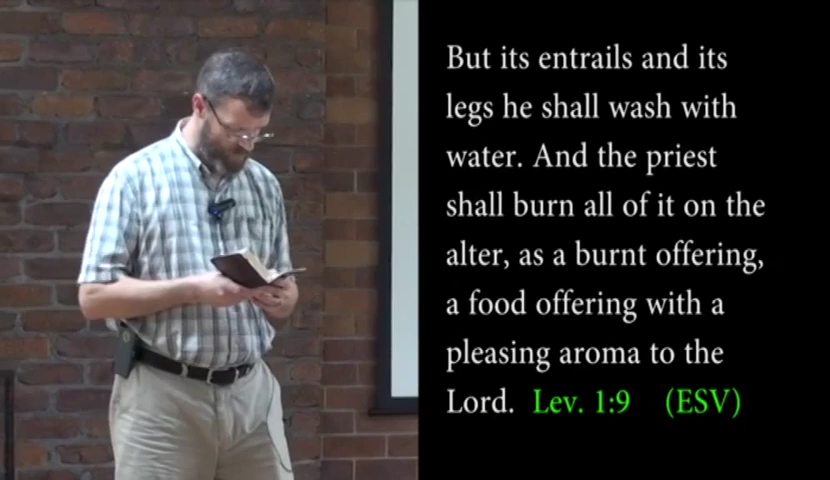 But its entrails and its
legs he shall wash with
water. And the priest
shall burn all of it on the
alter, as a burnt offering,
a food offering with a
pleasing aroma to the
Lord. Lev. 1:9 (ESV)